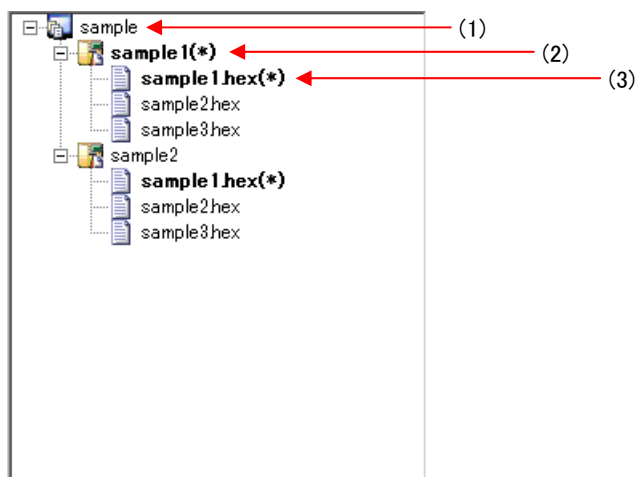 sample (1)
sample1(*) (2)
sample1.hex(*) (3)
sample2.hex
sample3.hex
sample2
sample1.hex(*)
sample2.hex
sample3.hex